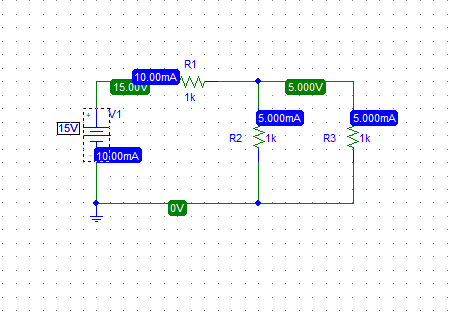 R1
10.00mA
15.00V
1k
5.000V
+
V1
5.000mA
5.000mA
15V
R2
1k
R3
1k
10.00mA
0V